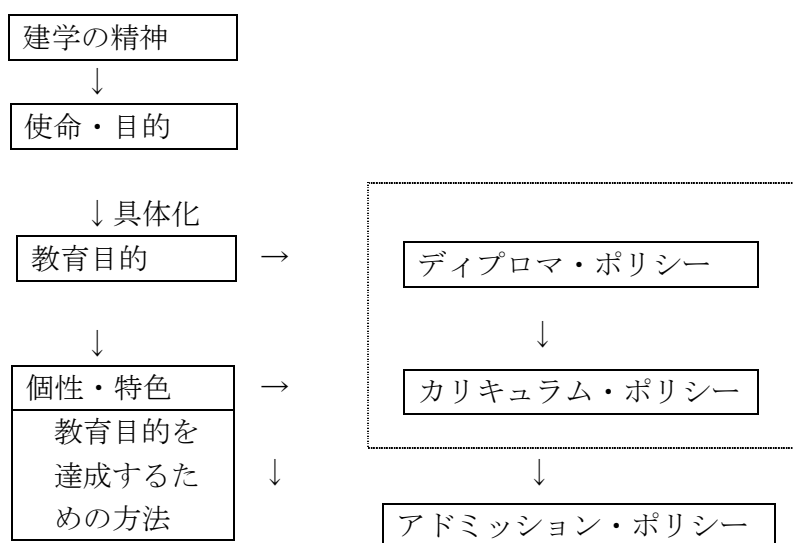 建学の精神
↓
使命・目的
↓具体化
教育目的 → ディプロマ・ポリシー
↓ ↓
個性・特色 → カリキュラム・ポリシー
教育目的を
達成するた ↓ ↓
めの方法
アドミッション・ポリシー